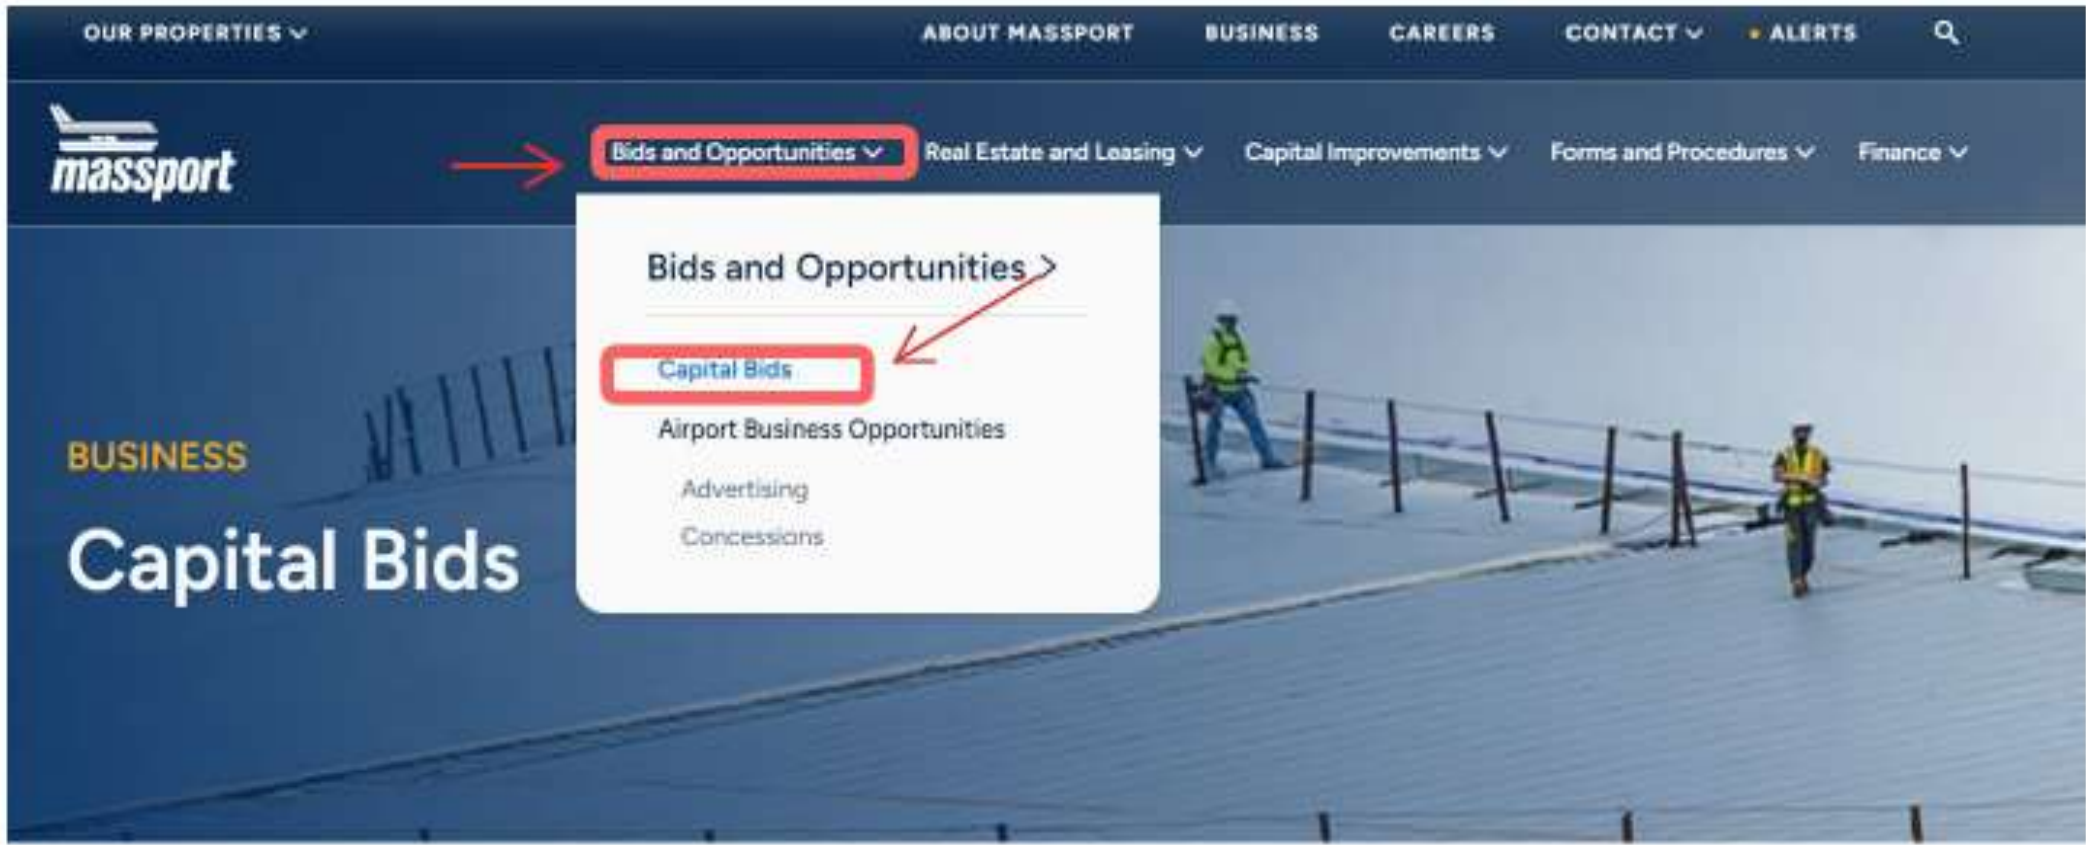 OUR PROPERTIES ABOUT MASSPORT BUSINESS CAREERS CONTACT ALERTS
massport
Bids and Opportunities Real Estate and Leasing Capital Improvements Forms and Procedures Finance
Bids and Opportunities >
Capital Bids
Airport Business Opportunities
Advertising
Concessions
BUSINESS
Capital Bids